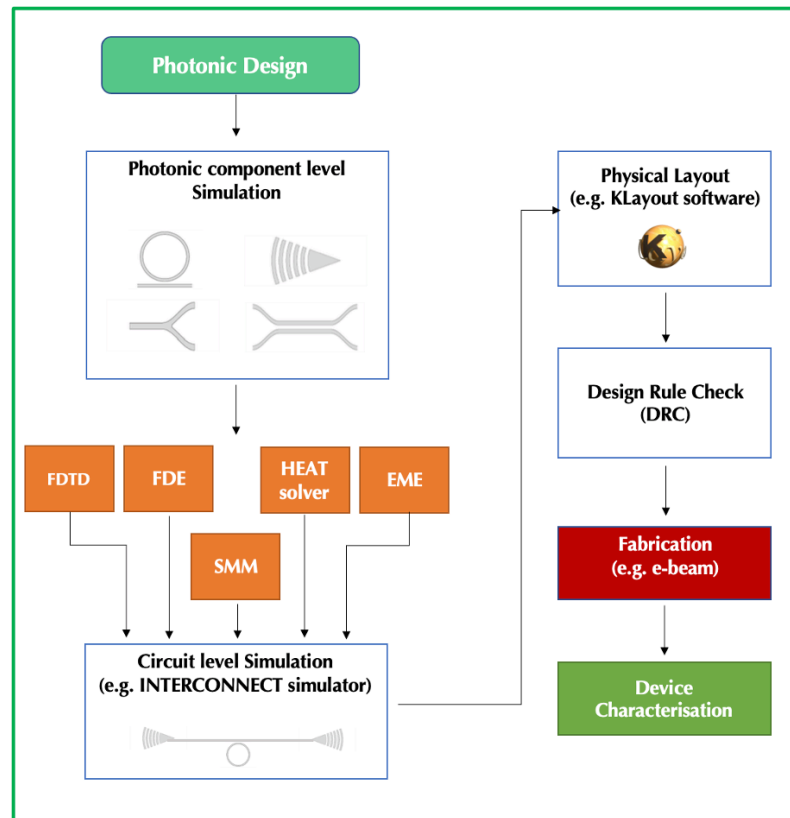 Photonic Design
Photonic component level
Simulation
FDTD
FDE
HEAT
solver
EME
SMM
Circuit level Simulation
(e.g. INTERCONNECT simulator)
Physical Layout
(e.g. KLayout software)
K
Design Rule Check
(DRC)
Fabrication
(e.g. e-beam)
Device
Characterisation